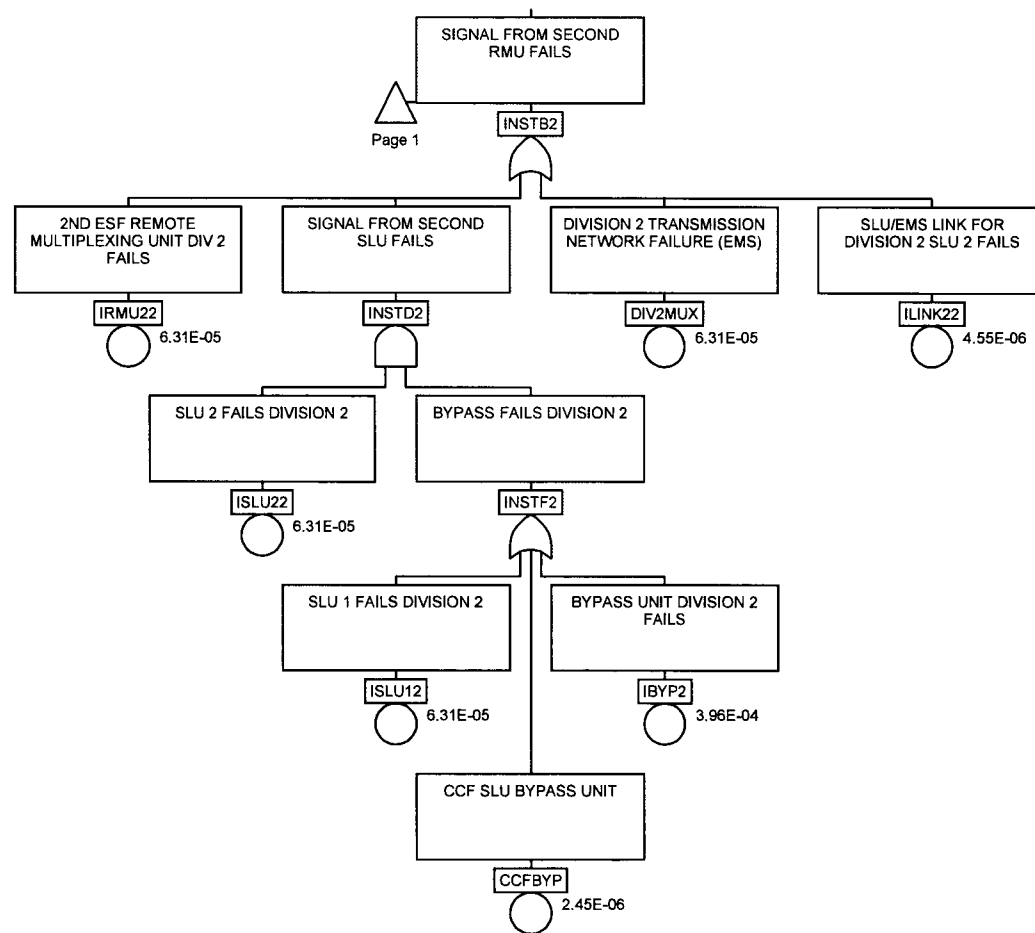 SIGNAL FROM SECOND
RMU FAILS
Page 1
INSTB2
2ND ESF REMOTE
MULTIPLEXING UNIT DIV 2
FAILS
SIGNAL FROM SECOND
SLU FAILS
DIVISION 2 TRANSMISSION
NETWORK FAILURE (EMS)
SLU/EMS LINK FOR
DIVISION 2 SLU 2 FAILS
IRMU22
6.31E-05
INSTD2
DIV2MUX
6.31E-05
ILINK22
4.55E-06
SLU 2 FAILS DIVISION 2
BYPASS FAILS DIVISION 2
ISLU22
6.31E-05
INSTF2
SLU 1 FAILS DIVISION 2
BYPASS UNIT DIVISION 2
FAILS
ISLU12
6.31E-05
IBYP2
3.96E-04
CCF SLU BYPASS UNIT
CCFBYP
2.45E-06